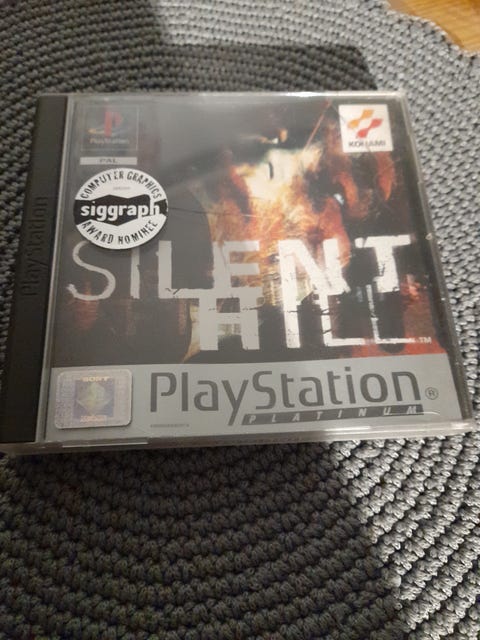 PlayStation
PAL
KONAMI
COMPUTER GRAPHICS
siggraph
AWARD NOMINEE
SILENT
HILL
TM
SONY
PlayStation®
PLATINUM
PlayStation